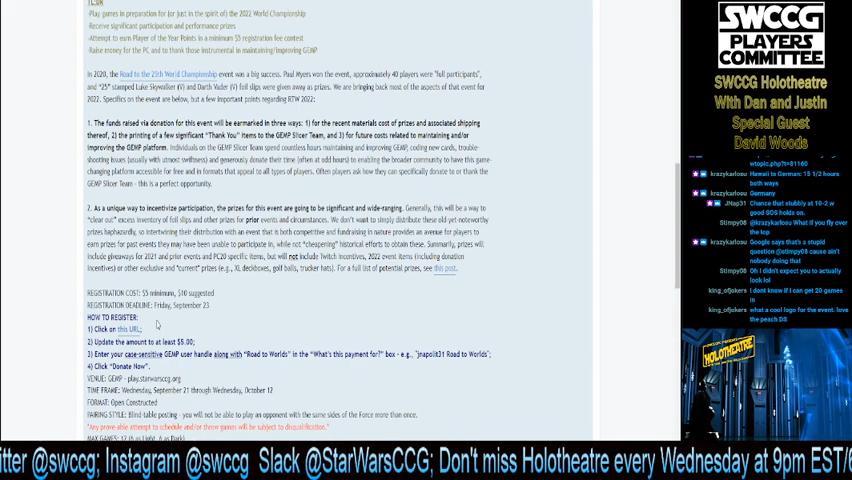 TL;DR
-Play games in preparation for (or just in the spirit of) the 2022 World Championship
-Receive significant participation and performance prizes
-Attempt to earn Player of the Year Points in a minimum $5 registration fee contest
-Raise money for the PC and to thank those instrumental in maintaining/improving GEMP
In 2020, the Road to the 25th World Championship event was a big success. Paul Myers won the event, approximately 40 players were "full participants",
and "25" stamped Luke Skywalker (V) and Darth Vader (V) foil slips were given away as prizes. We are bringing back most of the aspects of that event for
2022. Specifics on the event are below, but a few important points regarding RTW 2022:
1. The funds raised via donation for this event will be earmarked in three ways: 1) for the recent materials cost of prizes and associated shipping
thereof, 2) the printing of a few significant "Thank You" items to the GEMP Slicer Team, and 3) for future costs related to maintaining and/or
improving the GEMP platform. Individuals on the GEMP Slicer Team spend countless hours maintaining and improving GEMP, coding new cards, trouble-
shooting issues (usually with utmost swiftness) and generously donate their time (often at odd hours) to enabling the broader community to have this game-
changing platform accessible for free and in formats that appeal to all types of players. Often players ask how they can specifically donate to or thank the
GEMP Slicer Team - this is a perfect opportunity.
2. As a unique way to incentivize participation, the prizes for this event are going to be significant and wide-ranging. Generally, this will be a way to
"clear out" excess inventory of foil slips and other prizes for prior events and circumstances. We don't want to simply distribute these old-yet-noteworthy
prizes haphazardly, so intertwining their distribution with an event that is both competitive and fundraising in nature provides an avenue for players to
earn prizes for past events they may have been unable to participate in, while not "cheapening" historical efforts to obtain these. Summarily, prizes will
include giveaways for 2021 and prior events and PC20 specific items, but will not include Twitch incentives, 2022 event items (including donation
incentives) or other exclusive and "current" prizes (e.g., XL deckboxes, golf balls, trucker hats). For a full list of potential prizes, see this post.
REGISTRATION COST: $5 minimum, $10 suggested
REGISTRATION DEADLINE: Friday, September 23
HOW TO REGISTER:
1) Click on this URL;
2) Update the amount to at least $5.00;
3) Enter your case-sensitive GEMP user handle along with "Road to Worlds" in the "What's this payment for?" box - e.g., "jnapolit31 Road to Worlds";
4) Click "Donate Now".
VENUE: GEMP - play.starwarsccg.org
TIME FRAME: Wednesday, September 21 through Wednesday, October 12
FORMAT: Open Constructed
PAIRING STYLE: Blind-table posting - you will not be able to play an opponent with the same sides of the Force more than once.
*Any prove-able attempt to schedule and/or throw games will be subject to disqualification.*
MAX GAMES: 12 (6 as Light, 6 as Dark)
SWCCG
PLAYERS
COMMITTEE
SWCCG Holotheatre
With Dan and Justin
Special Guest
David Woods
wtopic.php?t=81160
krazykarlosu Hawaii to German: 15 1/2 hours
both ways
krazykarlosu Germany
JNap31 Chance that stubbly at 10-2 w
good SOS holds on.
Stimpy08 @krazykarlosu What if you fly over
the top
krazykarlosu Google says that's a stupid
question @stimpy08 cause ain't
nobody doing that
Stimpy08 Oh I didn't expect you to actually
look lol
king_ofjokers I dont know if I can get 20 games
in
king_ofjokers what a cool logo for the event. love
the peach DS
HOLOTHEATRE
itter @swccg; Instagram @swccg Slack @StarWarsCCG; Don't miss Holotheatre every Wednesday at 9pm EST/6